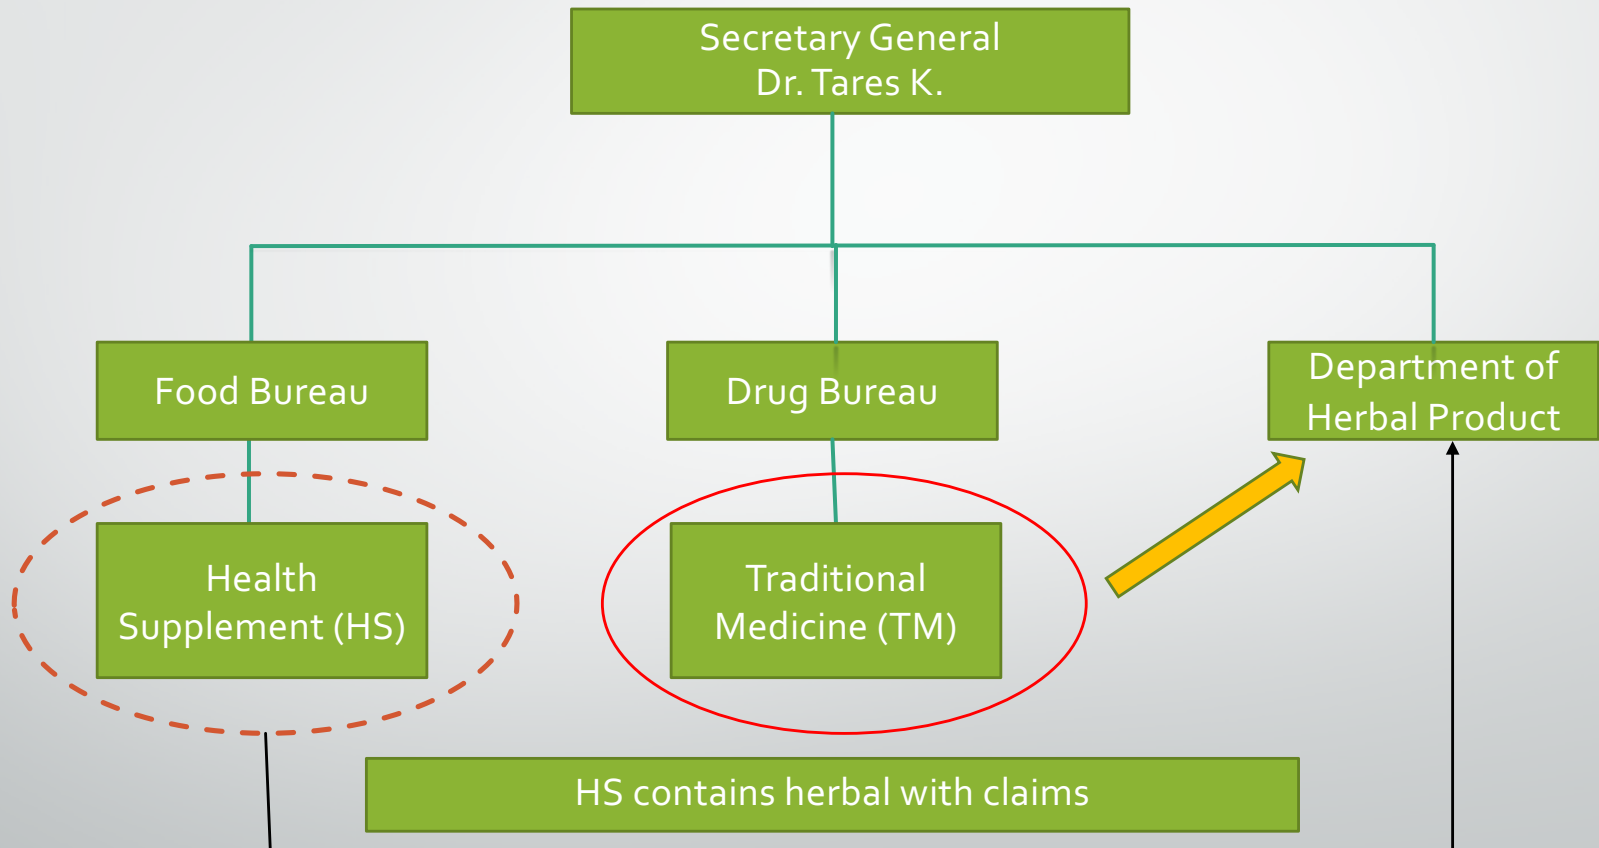 Secretary General
Dr. Tares K.
Food Bureau
Drug Bureau
Department of
Herbal Product
Health
Supplement (HS)
Traditional
Medicine (TM)
HS contains herbal with claims